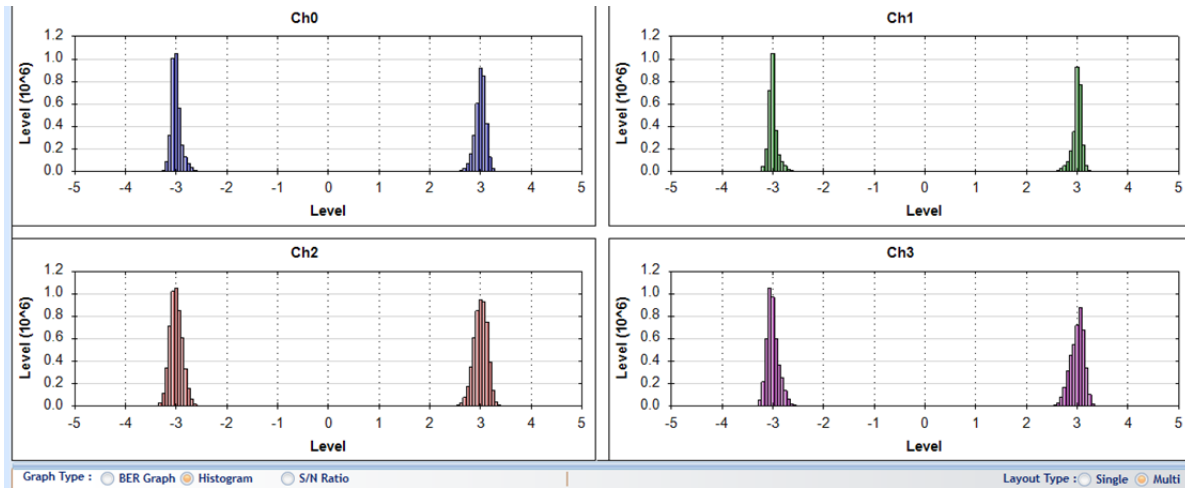 Ch0
Level (10^6)
1.2
1.0
0.8
0.6
0.4
0.2
0.0
-5 -4 -3 -2 -1 0 1 2 3 4 5
Level
Ch1
Level (10^6)
1.2
1.0
0.8
0.6
0.4
0.2
0.0
-5 -4 -3 -2 -1 0 1 2 3 4 5
Level
Ch2
Level (10^6)
1.2
1.0
0.8
0.6
0.4
0.2
0.0
-5 -4 -3 -2 -1 0 1 2 3 4 5
Level
Ch3
Level (10^6)
1.2
1.0
0.8
0.6
0.4
0.2
0.0
-5 -4 -3 -2 -1 0 1 2 3 4 5
Level
Graph Type : BER Graph Histogram S/N Ratio Layout Type : Single Multi